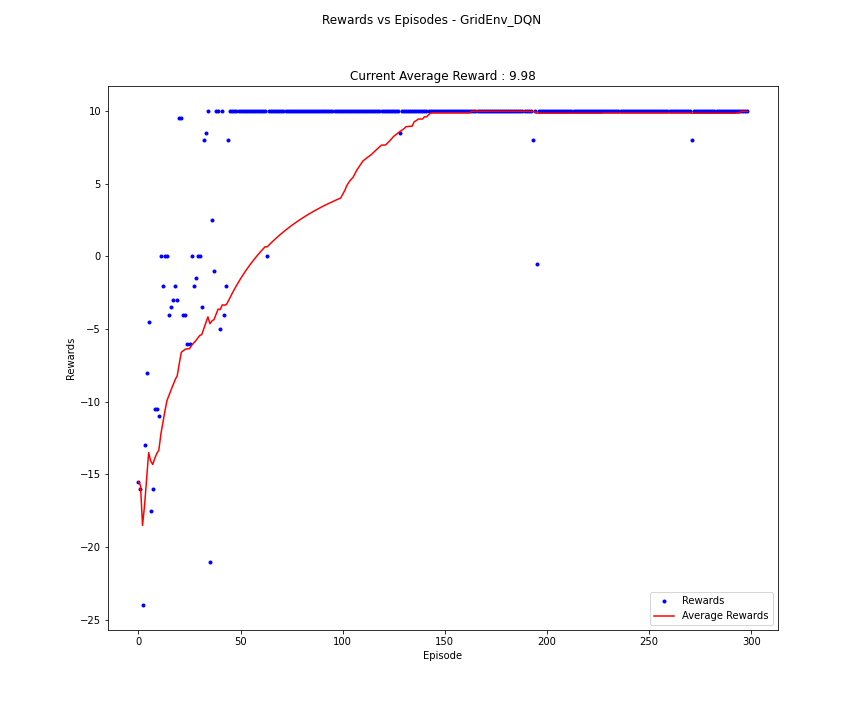 Rewards vs Episodes - GridEnv_DQN
Current Average Reward : 9.98
10
5
0
−5
−10
−15
−20
−25
Rewards
0
50
100
150
200
250
300
Episode
Rewards
Average Rewards